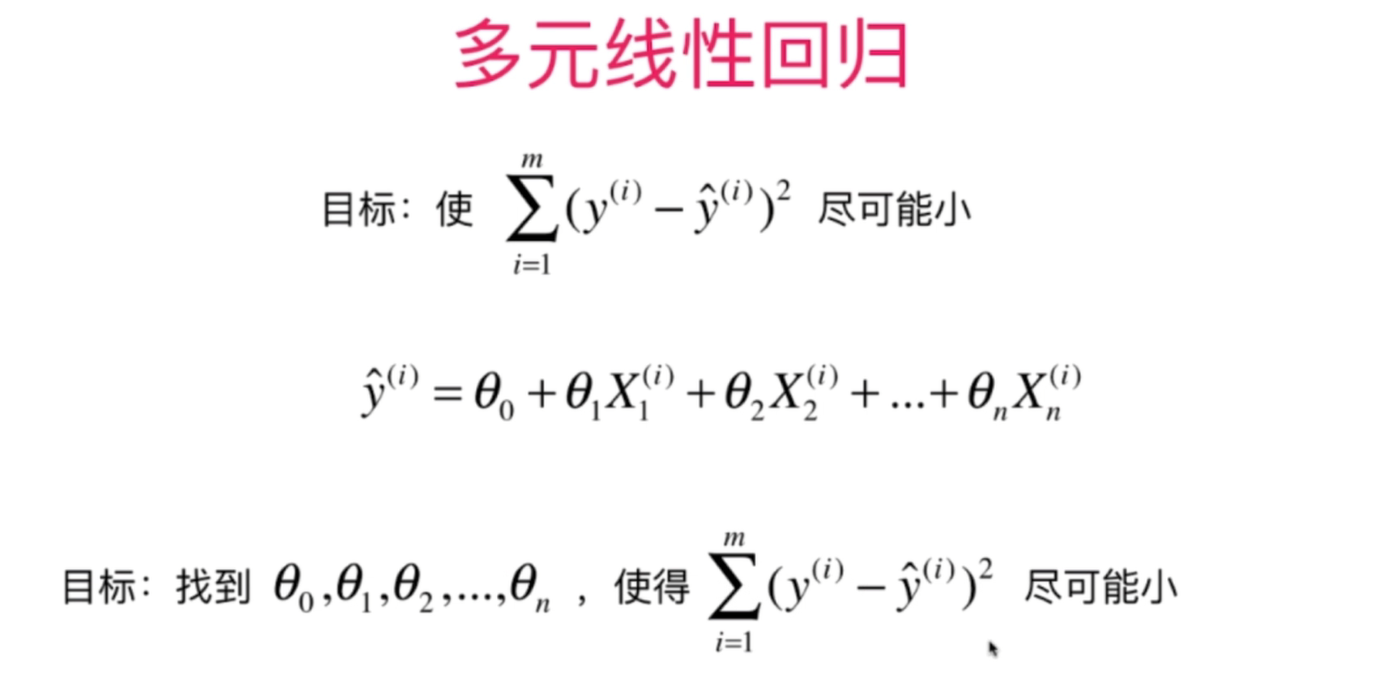 多元线性回归
目标：使 $\sum_{i=1}^{m}(y^{(i)} - \hat{y}^{(i)})^2$ 尽可能小
$\hat{y}^{(i)} = \theta_0 + \theta_1 X_1^{(i)} + \theta_2 X_2^{(i)} + ... + \theta_n X_n^{(i)}$
目标：找到 $\theta_0, \theta_1, \theta_2, ..., \theta_n$ ，使得 $\sum_{i=1}^{m}(y^{(i)} - \hat{y}^{(i)})^2$ 尽可能小